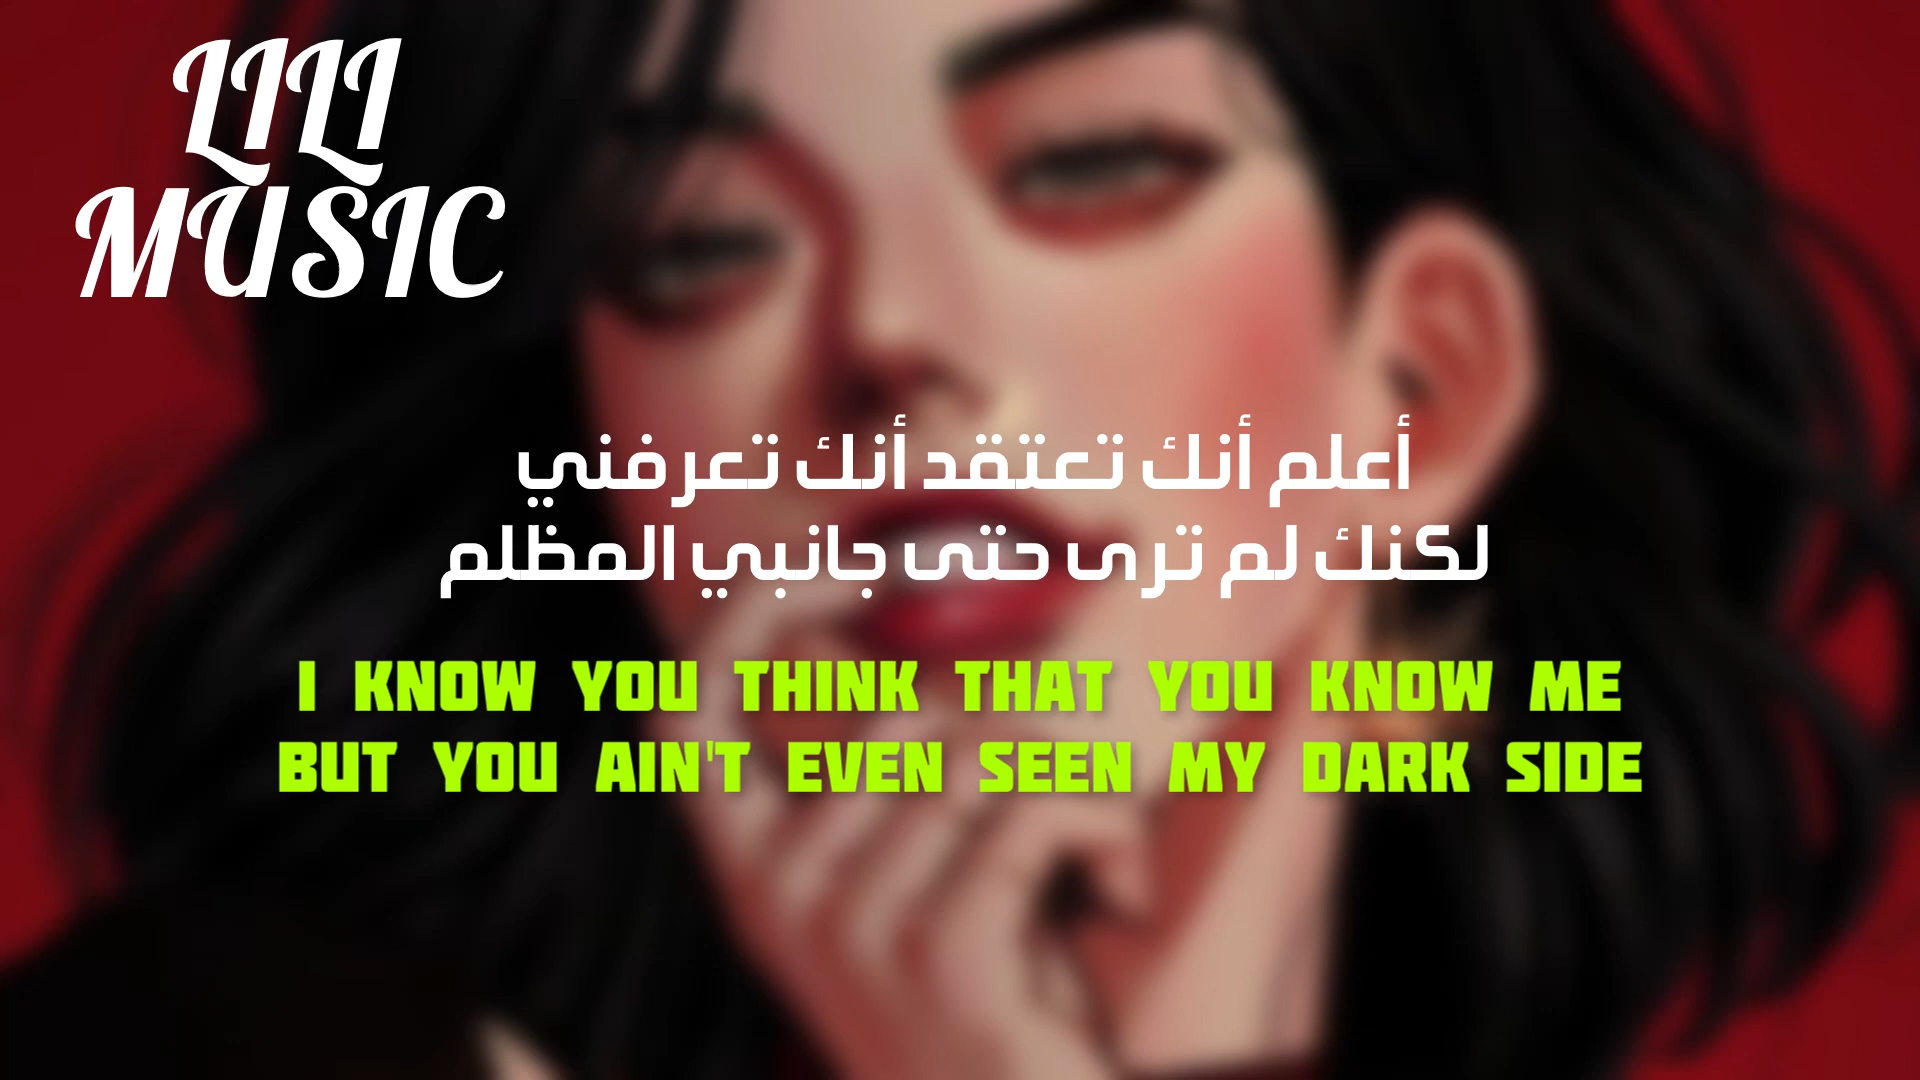 LILI
MUSIC
أعلم أنك تعتقد أنك تعرفني
لكنك لم ترى حتى جانبي المظلم
I KNOW YOU THINK THAT YOU KNOW ME
BUT YOU AIN'T EVEN SEEN MY DARK SIDE